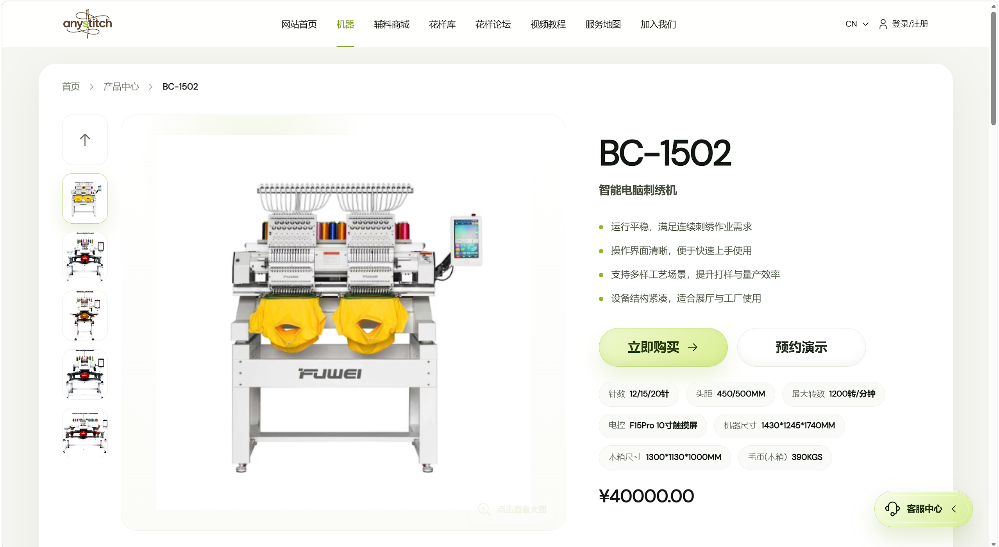 anystitch
网站首页 机器 辅料商城 花样库 花样论坛 视频教程 服务地图 加入我们
CN 登录/注册
首页 > 产品中心 > BC-1502
BC-1502
智能电脑刺绣机
运行平稳，满足连续刺绣作业需求
操作界面清晰，便于快速上手使用
支持多样工艺场景，提升打样与量产效率
设备结构紧凑，适合展厅与工厂使用
立即购买 → 预约演示
针数 12/15/20针 头距 450/500MM 最大转数 1200转/分钟
电控 F15Pro 10寸触摸屏 机器尺寸 1430*1245*1740MM
木箱尺寸 1300*1130*1000MM 毛重(木箱) 390KGS
¥40000.00
2
1
FUWEI FUWEI
FUWEI
点击查看大图
客服中心